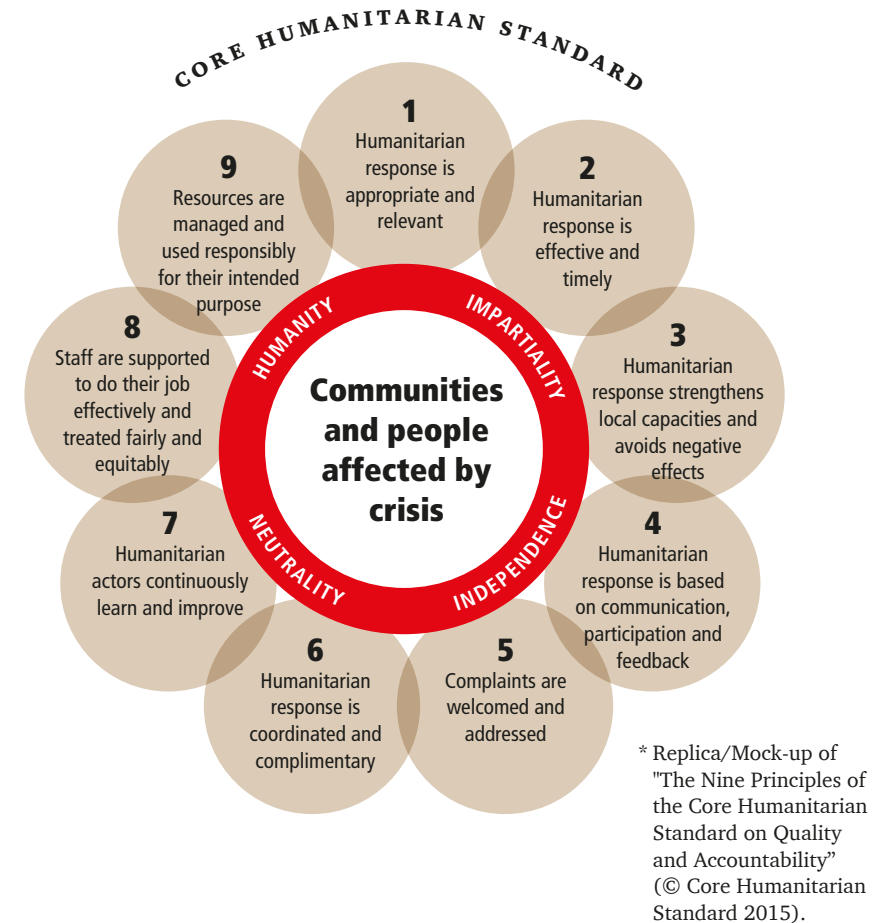 CORE HUMANITARIAN STANDARD
1
Humanitarian
response is
appropriate and
relevant
2
Humanitarian
response is
effective and
timely
3
Humanitarian
response strengthens
local capacities and
avoids negative
effects
4
Humanitarian
response is based
on communication,
participation and
feedback
5
Complaints are
welcomed and
addressed
6
Humanitarian
response is
coordinated and
complimentary
7
Humanitarian
actors continuously
learn and improve
8
Staff are supported
to do their job
effectively and
treated fairly and
equitably
9
Resources are
managed and
used responsibly
for their intended
purpose
HUMANITY
IMPARTIALITY
INDEPENDENCE
NEUTRALITY
Communities
and people
affected by
crisis
* Replica/Mock-up of
"The Nine Principles of
the Core Humanitarian
Standard on Quality
and Accountability”
(© Core Humanitarian
Standard 2015).